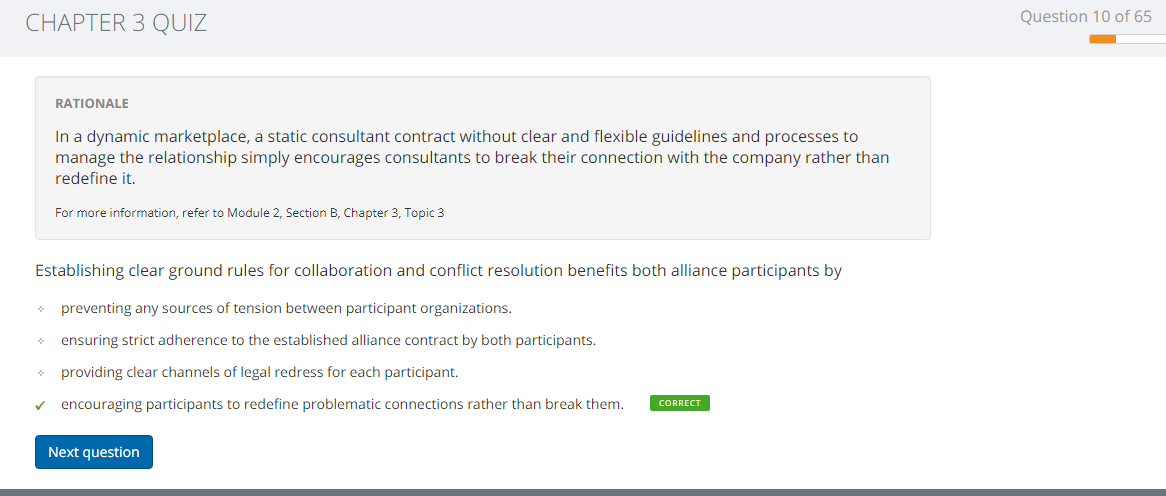 CHAPTER 3 QUIZ
Question 10 of 65
RATIONALE
In a dynamic marketplace, a static consultant contract without clear and flexible guidelines and processes to
manage the relationship simply encourages consultants to break their connection with the company rather than
redefine it.
For more information, refer to Module 2, Section B, Chapter 3, Topic 3
Establishing clear ground rules for collaboration and conflict resolution benefits both alliance participants by
preventing any sources of tension between participant organizations.
ensuring strict adherence to the established alliance contract by both participants.
providing clear channels of legal redress for each participant.
encouraging participants to redefine problematic connections rather than break them.
CORRECT
Next question